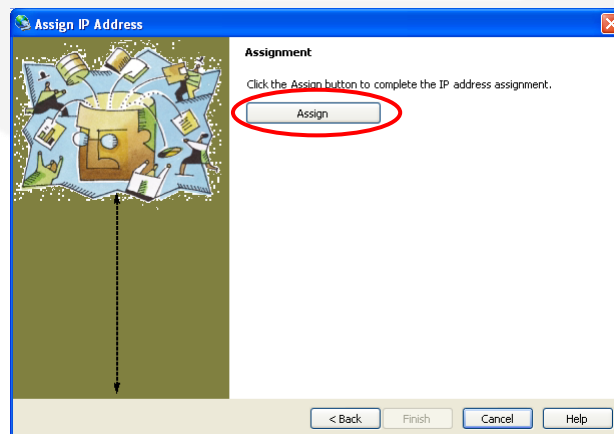 Assign IP Address
Assignment
Click the Assign button to complete the IP address assignment.
Assign
< Back Finish Cancel Help